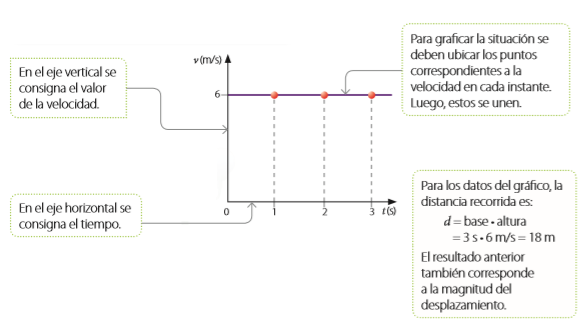 Para graficar la situación se
deben ubicar los puntos
correspondientes a la
velocidad en cada instante.
Luego, estos se unen.
v (m/s)
En el eje vertical se
consigna el valor
de la velocidad.
6
En el eje horizontal se
consigna el tiempo.
0
1
2
3
t (s)
Para los datos del gráfico, la
distancia recorrida es:
d = base • altura
= 3 s • 6 m/s = 18 m
El resultado anterior
también corresponde
a la magnitud del
desplazamiento.